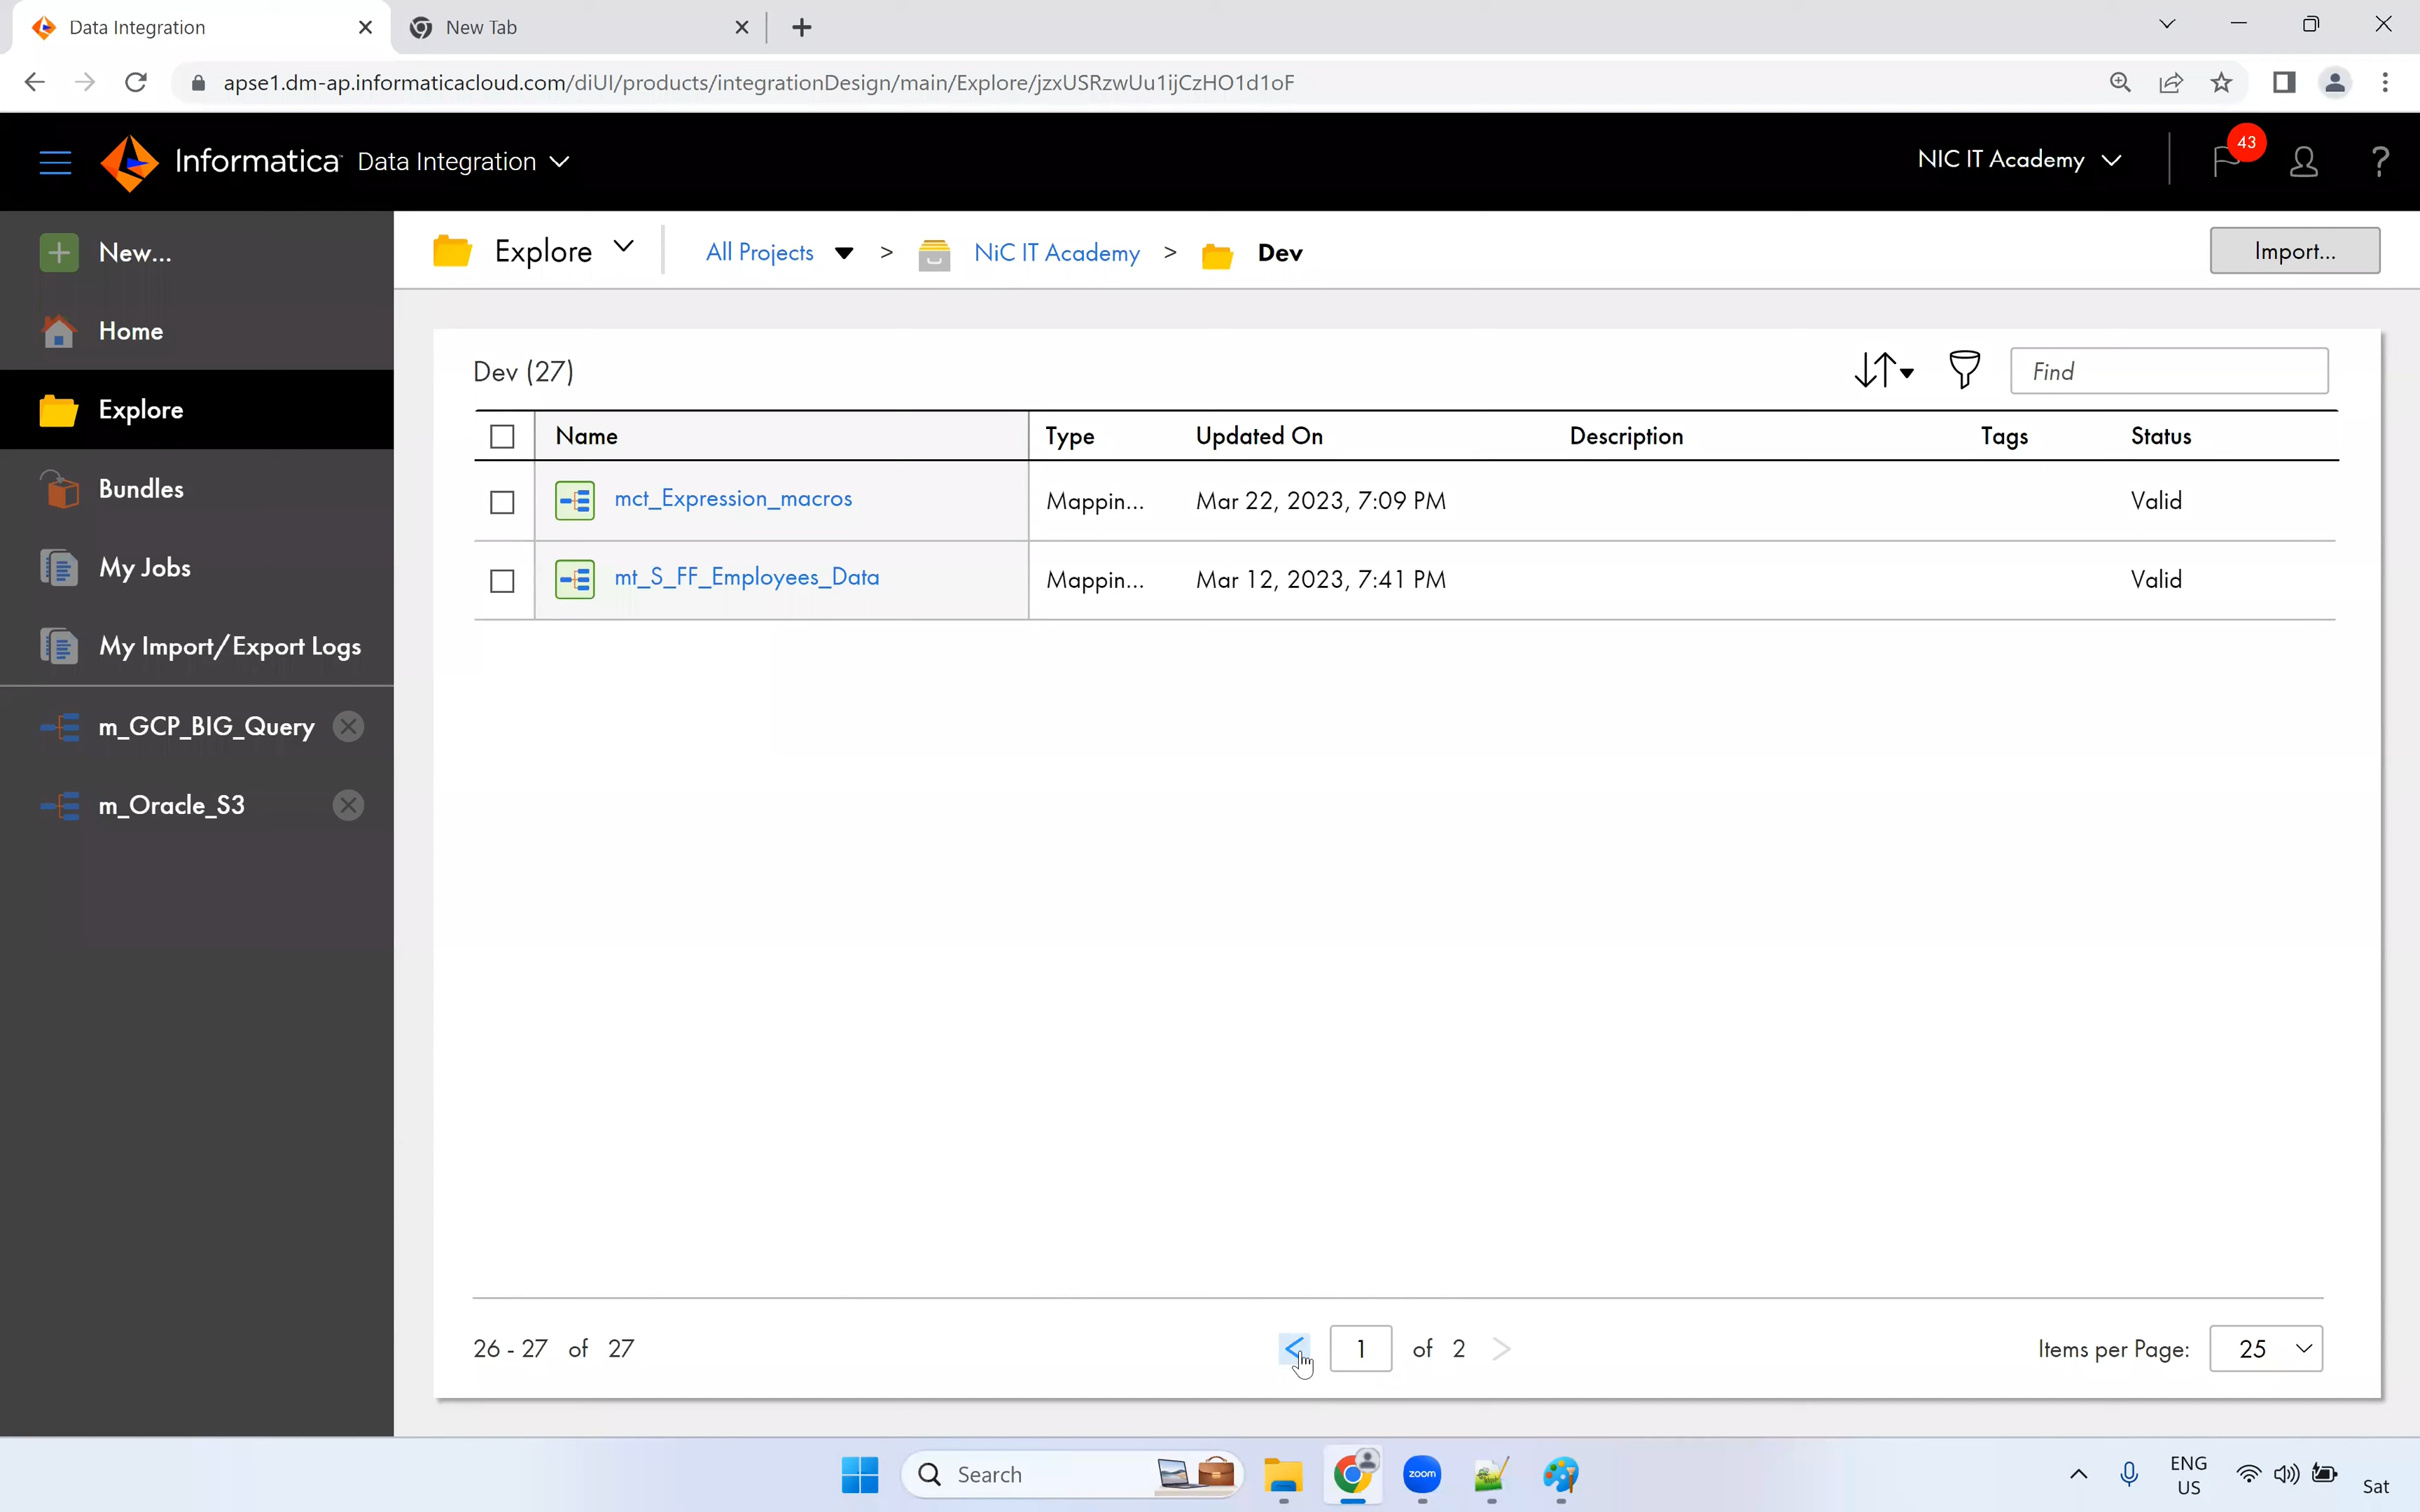 Data Integration
New Tab
apse1.dm-ap.informaticacloud.com/diUI/products/integrationDesign/main/Explore/jzxUSRzwUu1ijCzHO1d1oF
Informatica Data Integration
NIC IT Academy
43
?
New...
Home
Explore
Bundles
My Jobs
My Import/Export Logs
m_GCP_BIG_Query
m_Oracle_S3
Explore
All Projects > NiC IT Academy > Dev
Import...
Dev (27)
Find
Name Type Updated On Description Tags Status
mct_Expression_macros Mappin... Mar 22, 2023, 7:09 PM Valid
mt_S_FF_Employees_Data Mappin... Mar 12, 2023, 7:41 PM Valid
26 - 27 of 27
1 of 2
Items per Page: 25
Search
zoom
ENG
US
Sat